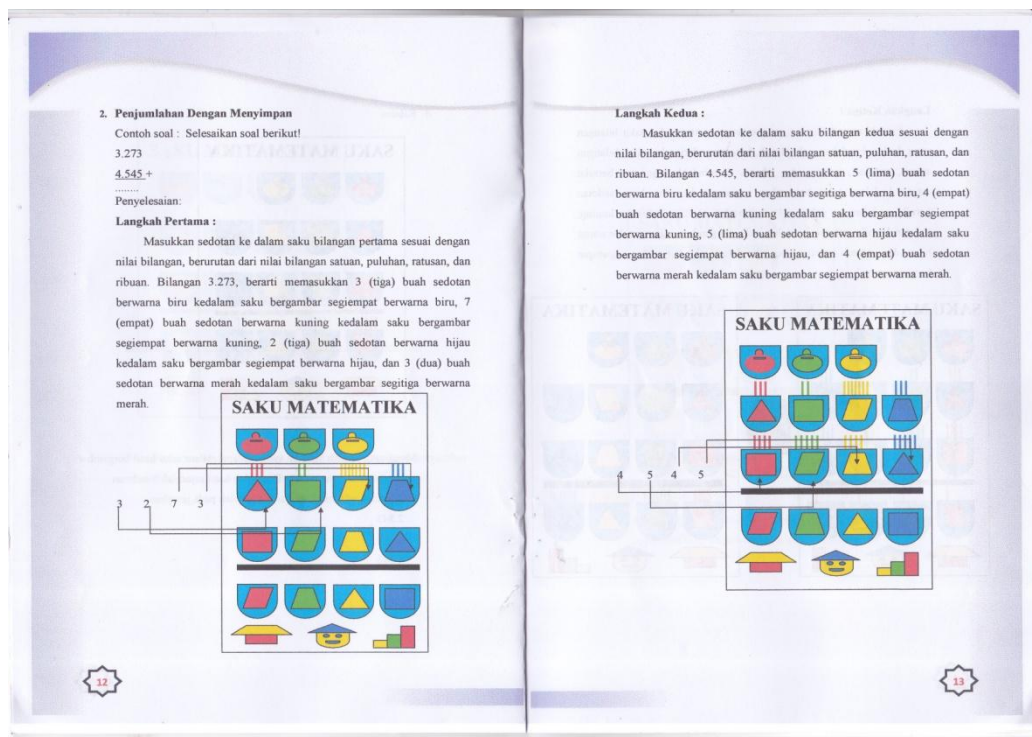 2. Penjumlahan Dengan Menyimpan
Contoh soal : Selesaikan soal berikut!
3.273
4.545 +
........
Penyelesaian:
Langkah Pertama :
Masukkan sedotan ke dalam saku bilangan pertama sesuai dengan
nilai bilangan, berurutan dari nilai bilangan satuan, puluhan, ratusan, dan
ribuan. Bilangan 3.273, berarti memasukkan 3 (tiga) buah sedotan
berwarna biru kedalam saku bergambar segiempat berwarna biru, 7
(empat) buah sedotan berwarna kuning kedalam saku bergambar
segiempat berwarna kuning, 2 (tiga) buah sedotan berwarna hijau
kedalam saku bergambar segiempat berwarna hijau, dan 3 (dua) buah
sedotan berwarna merah kedalam saku bergambar segitiga berwarna
merah.
SAKU MATEMATIKA
3 2 7 3
12
Langkah Kedua :
Masukkan sedotan ke dalam saku bilangan kedua sesuai dengan
nilai bilangan, berurutan dari nilai bilangan satuan, puluhan, ratusan, dan
ribuan. Bilangan 4.545, berarti memasukkan 5 (lima) buah sedotan
berwarna biru kedalam saku bergambar segitiga berwarna biru, 4 (empat)
buah sedotan berwarna kuning kedalam saku bergambar segiempat
berwarna kuning, 5 (lima) buah sedotan berwarna hijau kedalam saku
bergambar segiempat berwarna hijau, dan 4 (empat) buah sedotan
berwarna merah kedalam saku bergambar segiempat berwarna merah.
SAKU MATEMATIKA
4 5 4 5
13